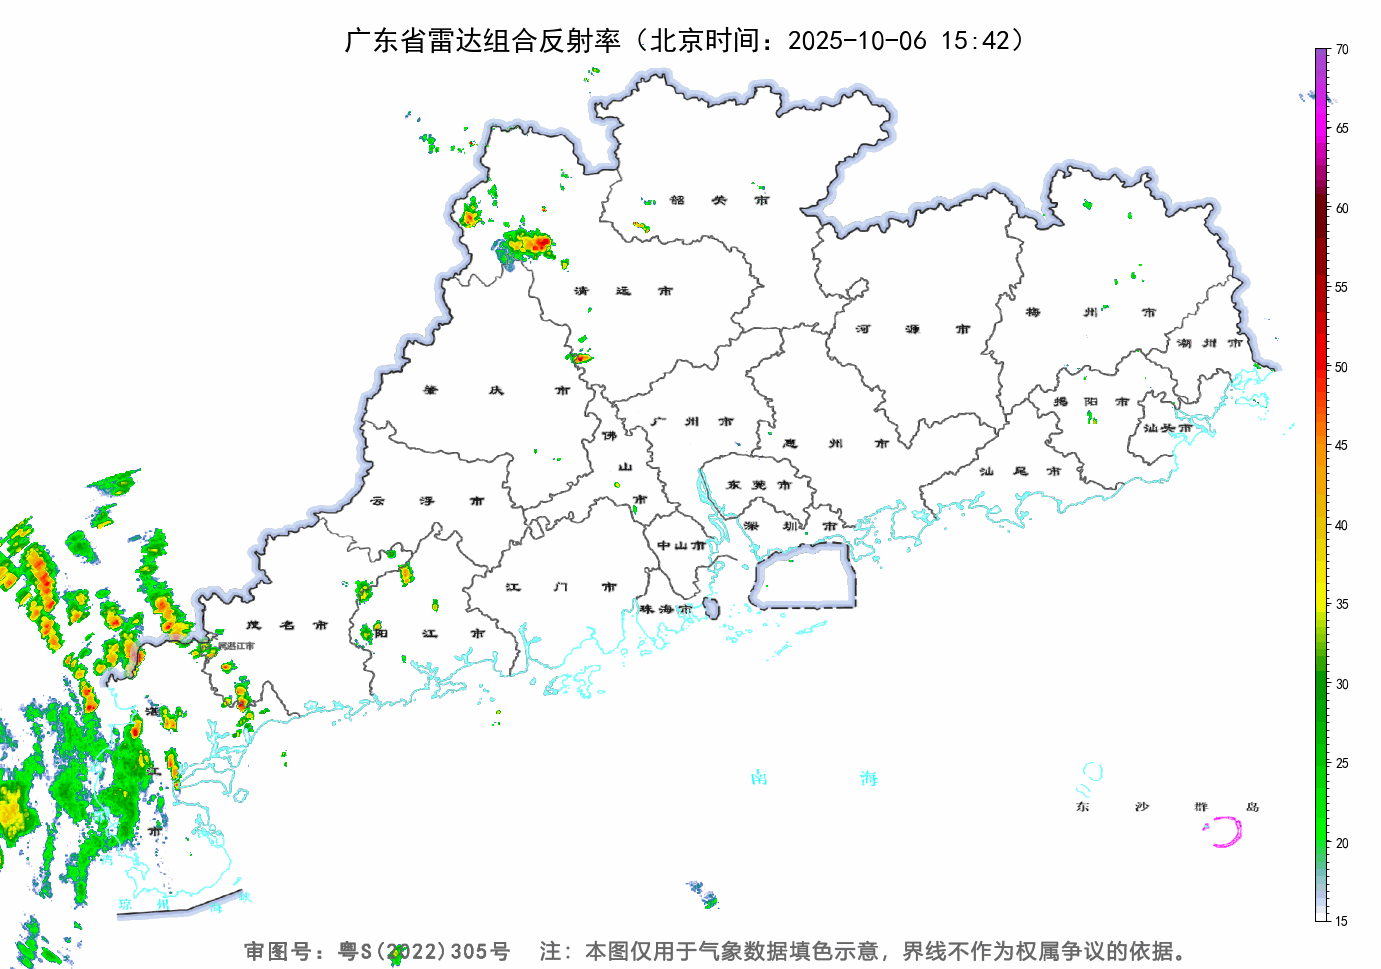 广东省雷达组合反射率（北京时间：2025-10-06 15:42）
70
65
60
55
50
45
40
35
30
25
20
15
韶关市
清远市
河源市
梅州市
潮州市
肇庆市
广州市
佛山市
惠州市
揭阳市
汕头市
汕尾市
东莞市
云浮市
深圳市
中山市
江门市
珠海市
茂名市
阳江市
属湛江市
湛江市
南海
东沙群岛
琼州海峡
审图号：粤S(2022)305号 注：本图仅用于气象数据填色示意，界线不作为权属争议的依据。